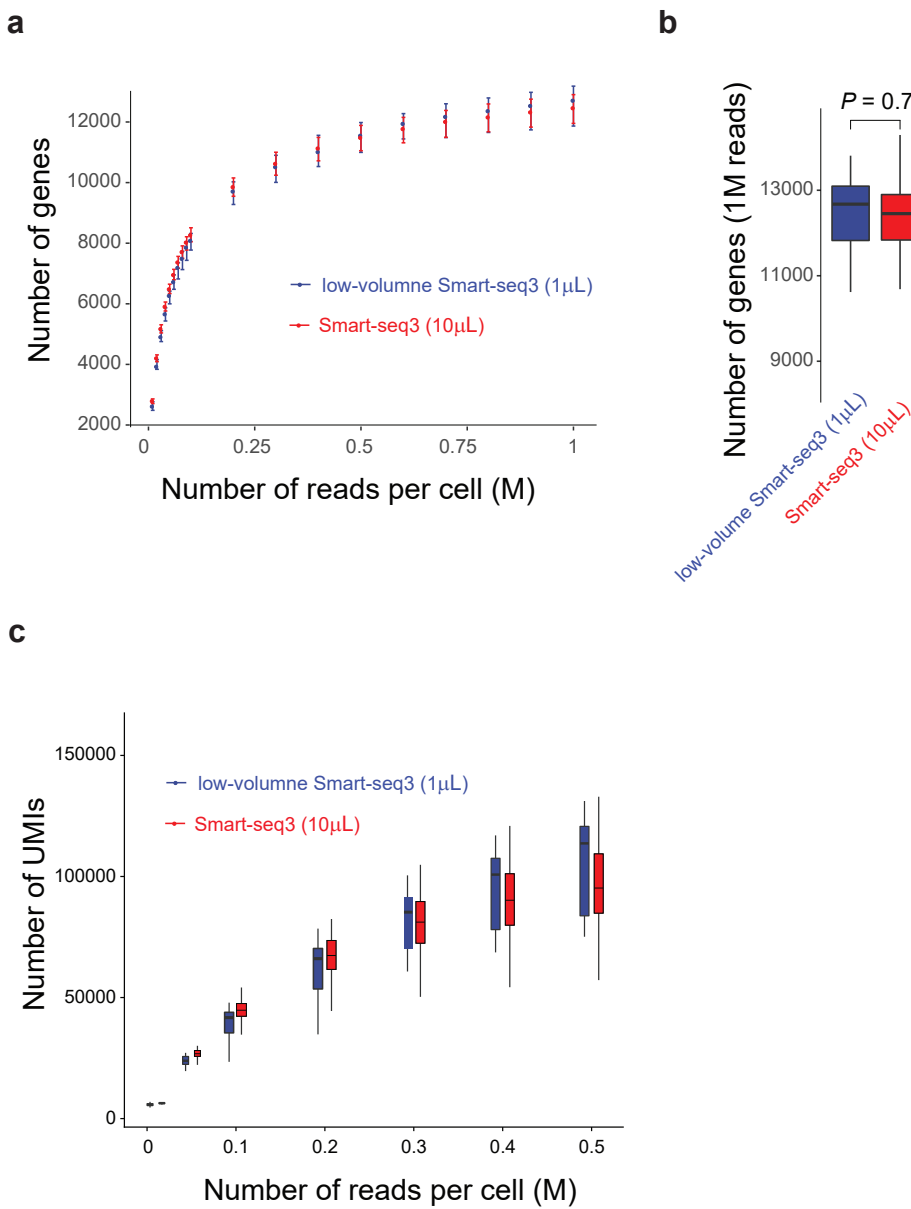 a
Number of genes
12000
10000
8000
6000
4000
2000
low-volumne Smart-seq3 (1μL)
Smart-seq3 (10μL)
0
0.25
0.5
0.75
1
Number of reads per cell (M)
b
Number of genes (1M reads)
P = 0.7
13000
11000
9000
low-volume Smart-seq3 (1μL)
Smart-seq3 (10μL)
c
Number of UMIs
150000
100000
50000
0
low-volumne Smart-seq3 (1μL)
Smart-seq3 (10μL)
0
0.1
0.2
0.3
0.4
0.5
Number of reads per cell (M)